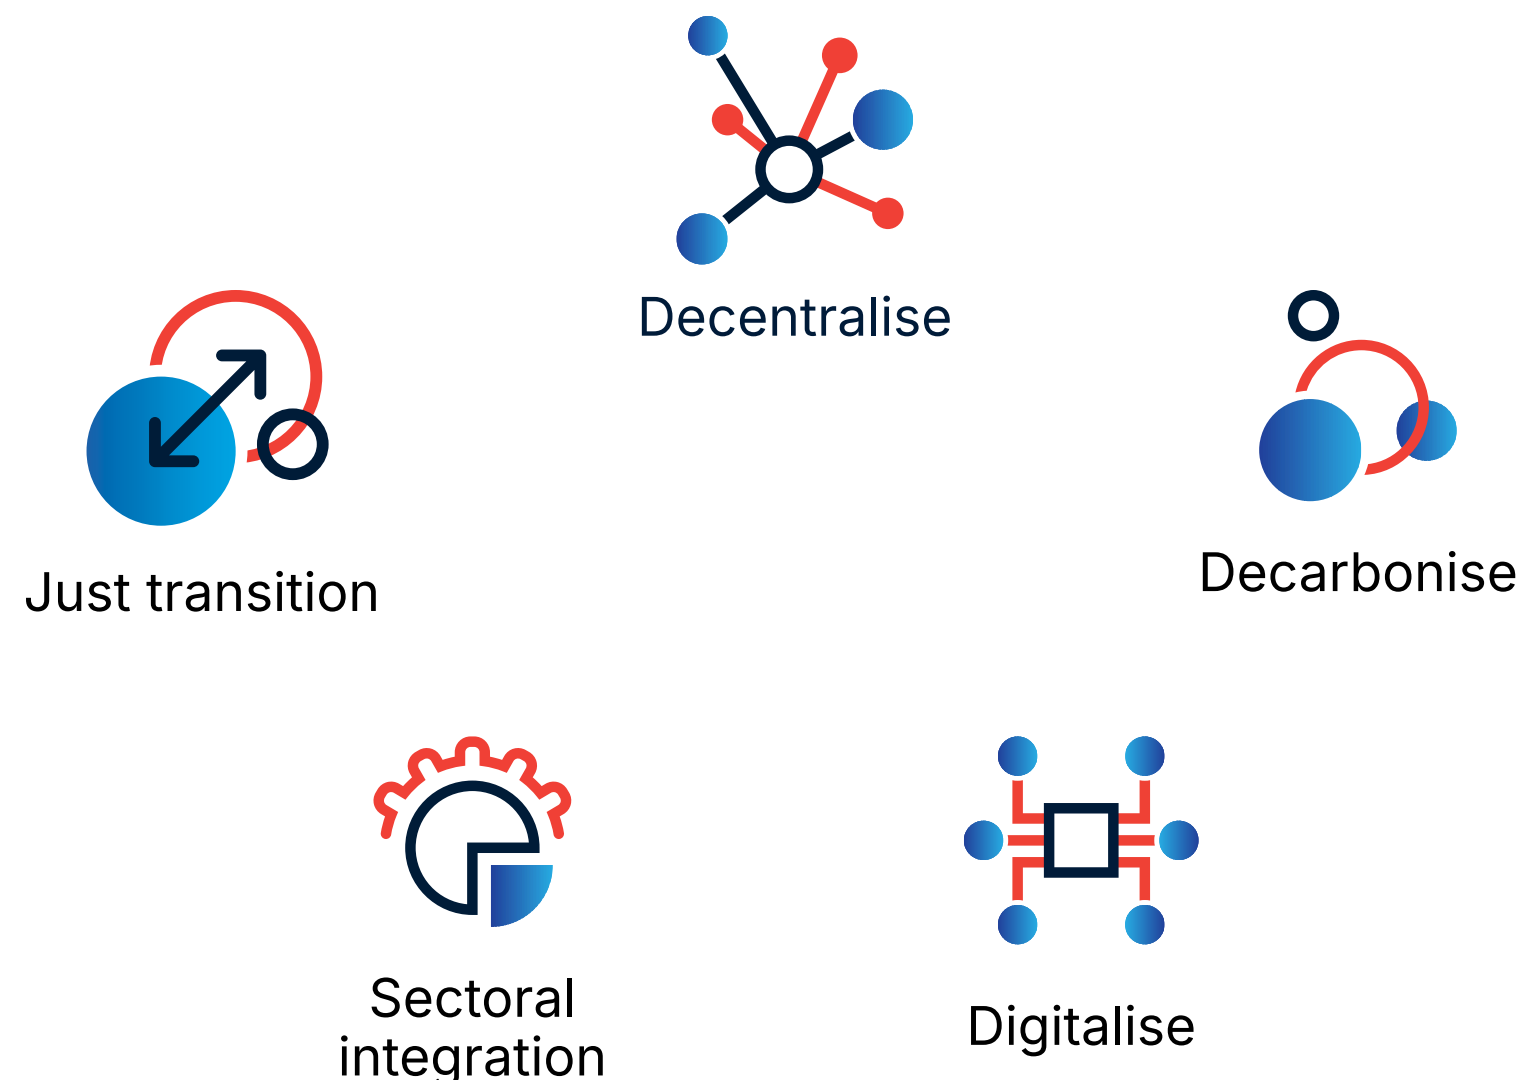 Decentralise
Just transition
Decarbonise
Sectoral
integration
Digitalise